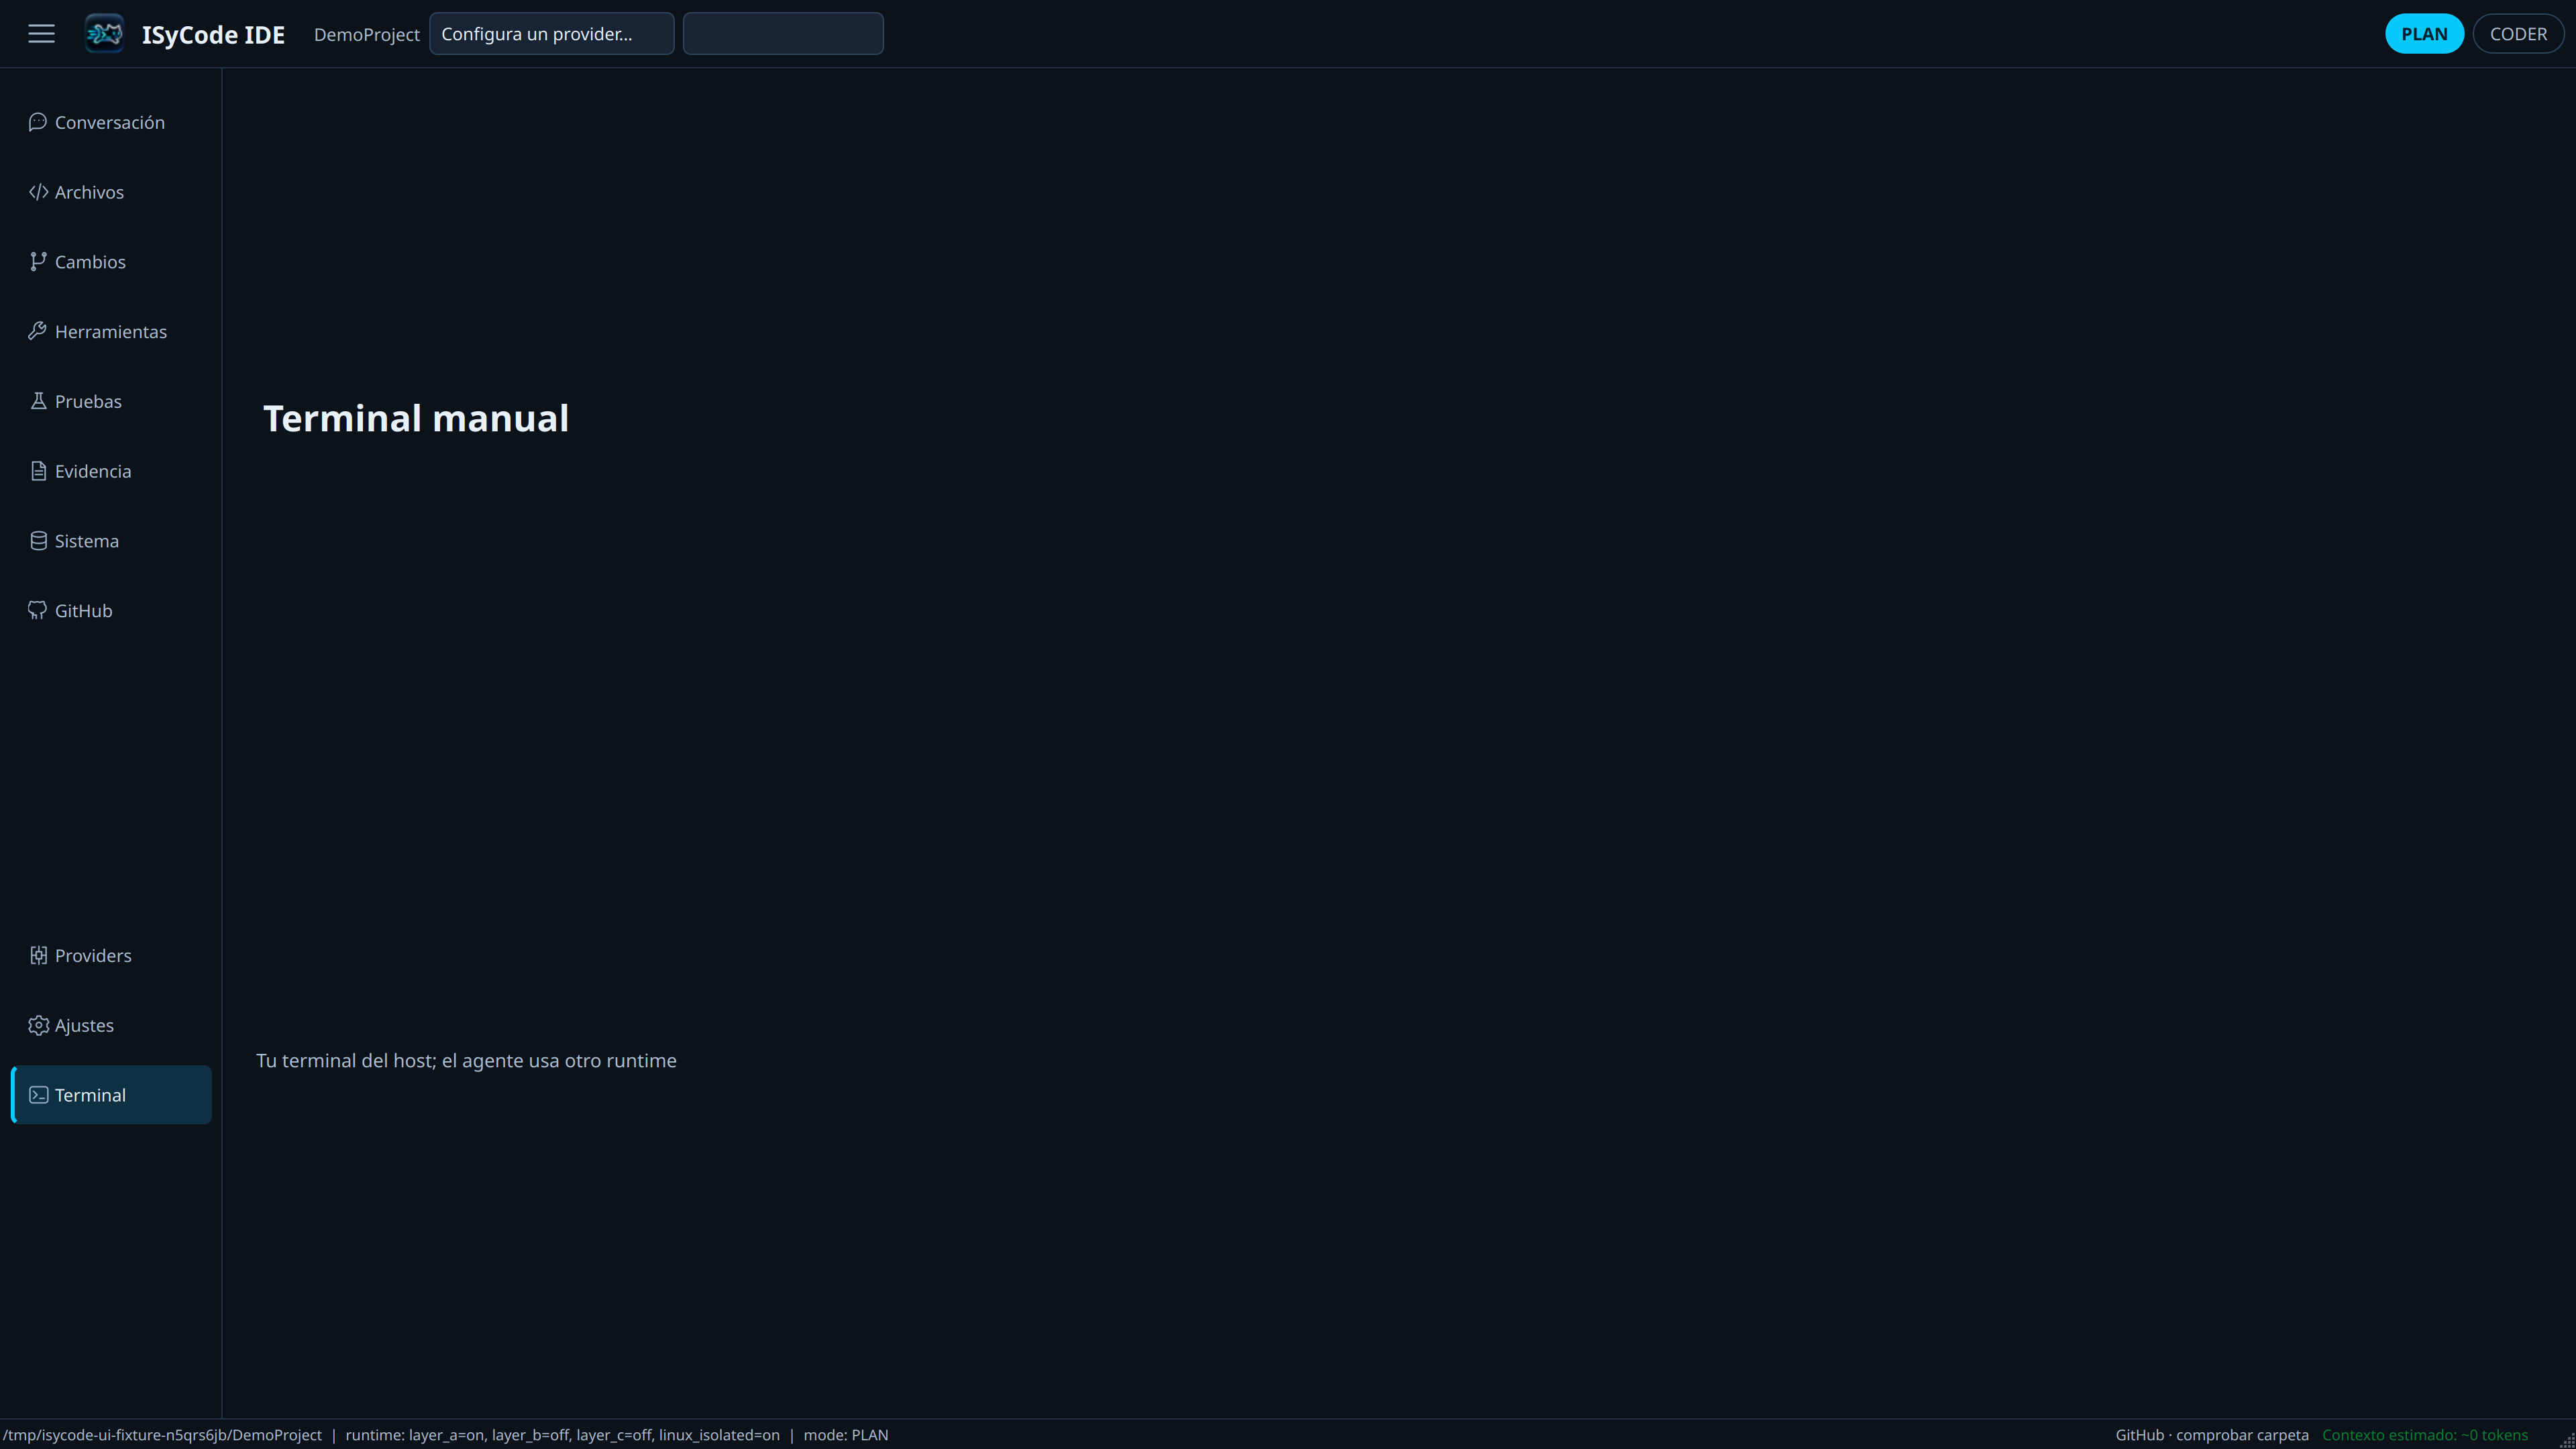 ISyCode IDE
DemoProject
Configura un provider...
PLAN
CODER
Conversación
Archivos
Cambios
Herramientas
Pruebas
Evidencia
Sistema
GitHub
Providers
Ajustes
Terminal
Terminal manual
Tu terminal del host; el agente usa otro runtime
/tmp/isycode-ui-fixture-n5qrs6jb/DemoProject | runtime: layer_a=on, layer_b=off, layer_c=off, linux_isolated=on | mode: PLAN
GitHub · comprobar carpeta
Contexto estimado: ~0 tokens